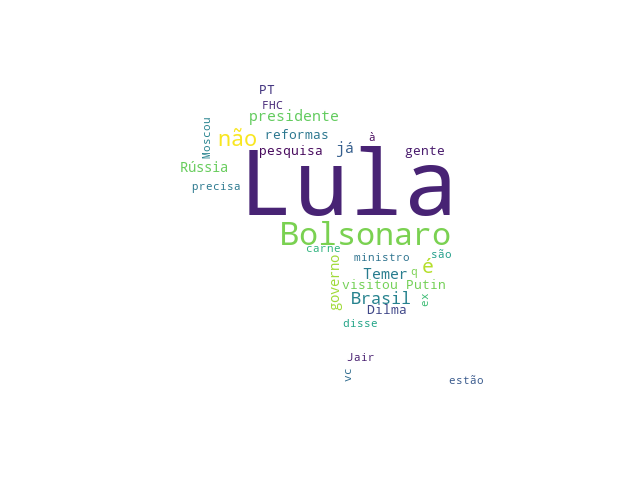 PT
FHC
presidente
Moscou
não
reformas
à
pesquisa
já
gente
Rússia
Lula
precisa
Bolsonaro
carne
ministro
são
governo
Temer
q
é
visitou Putin
Brasil
ex
Dilma
disse
Jair
vc
estão